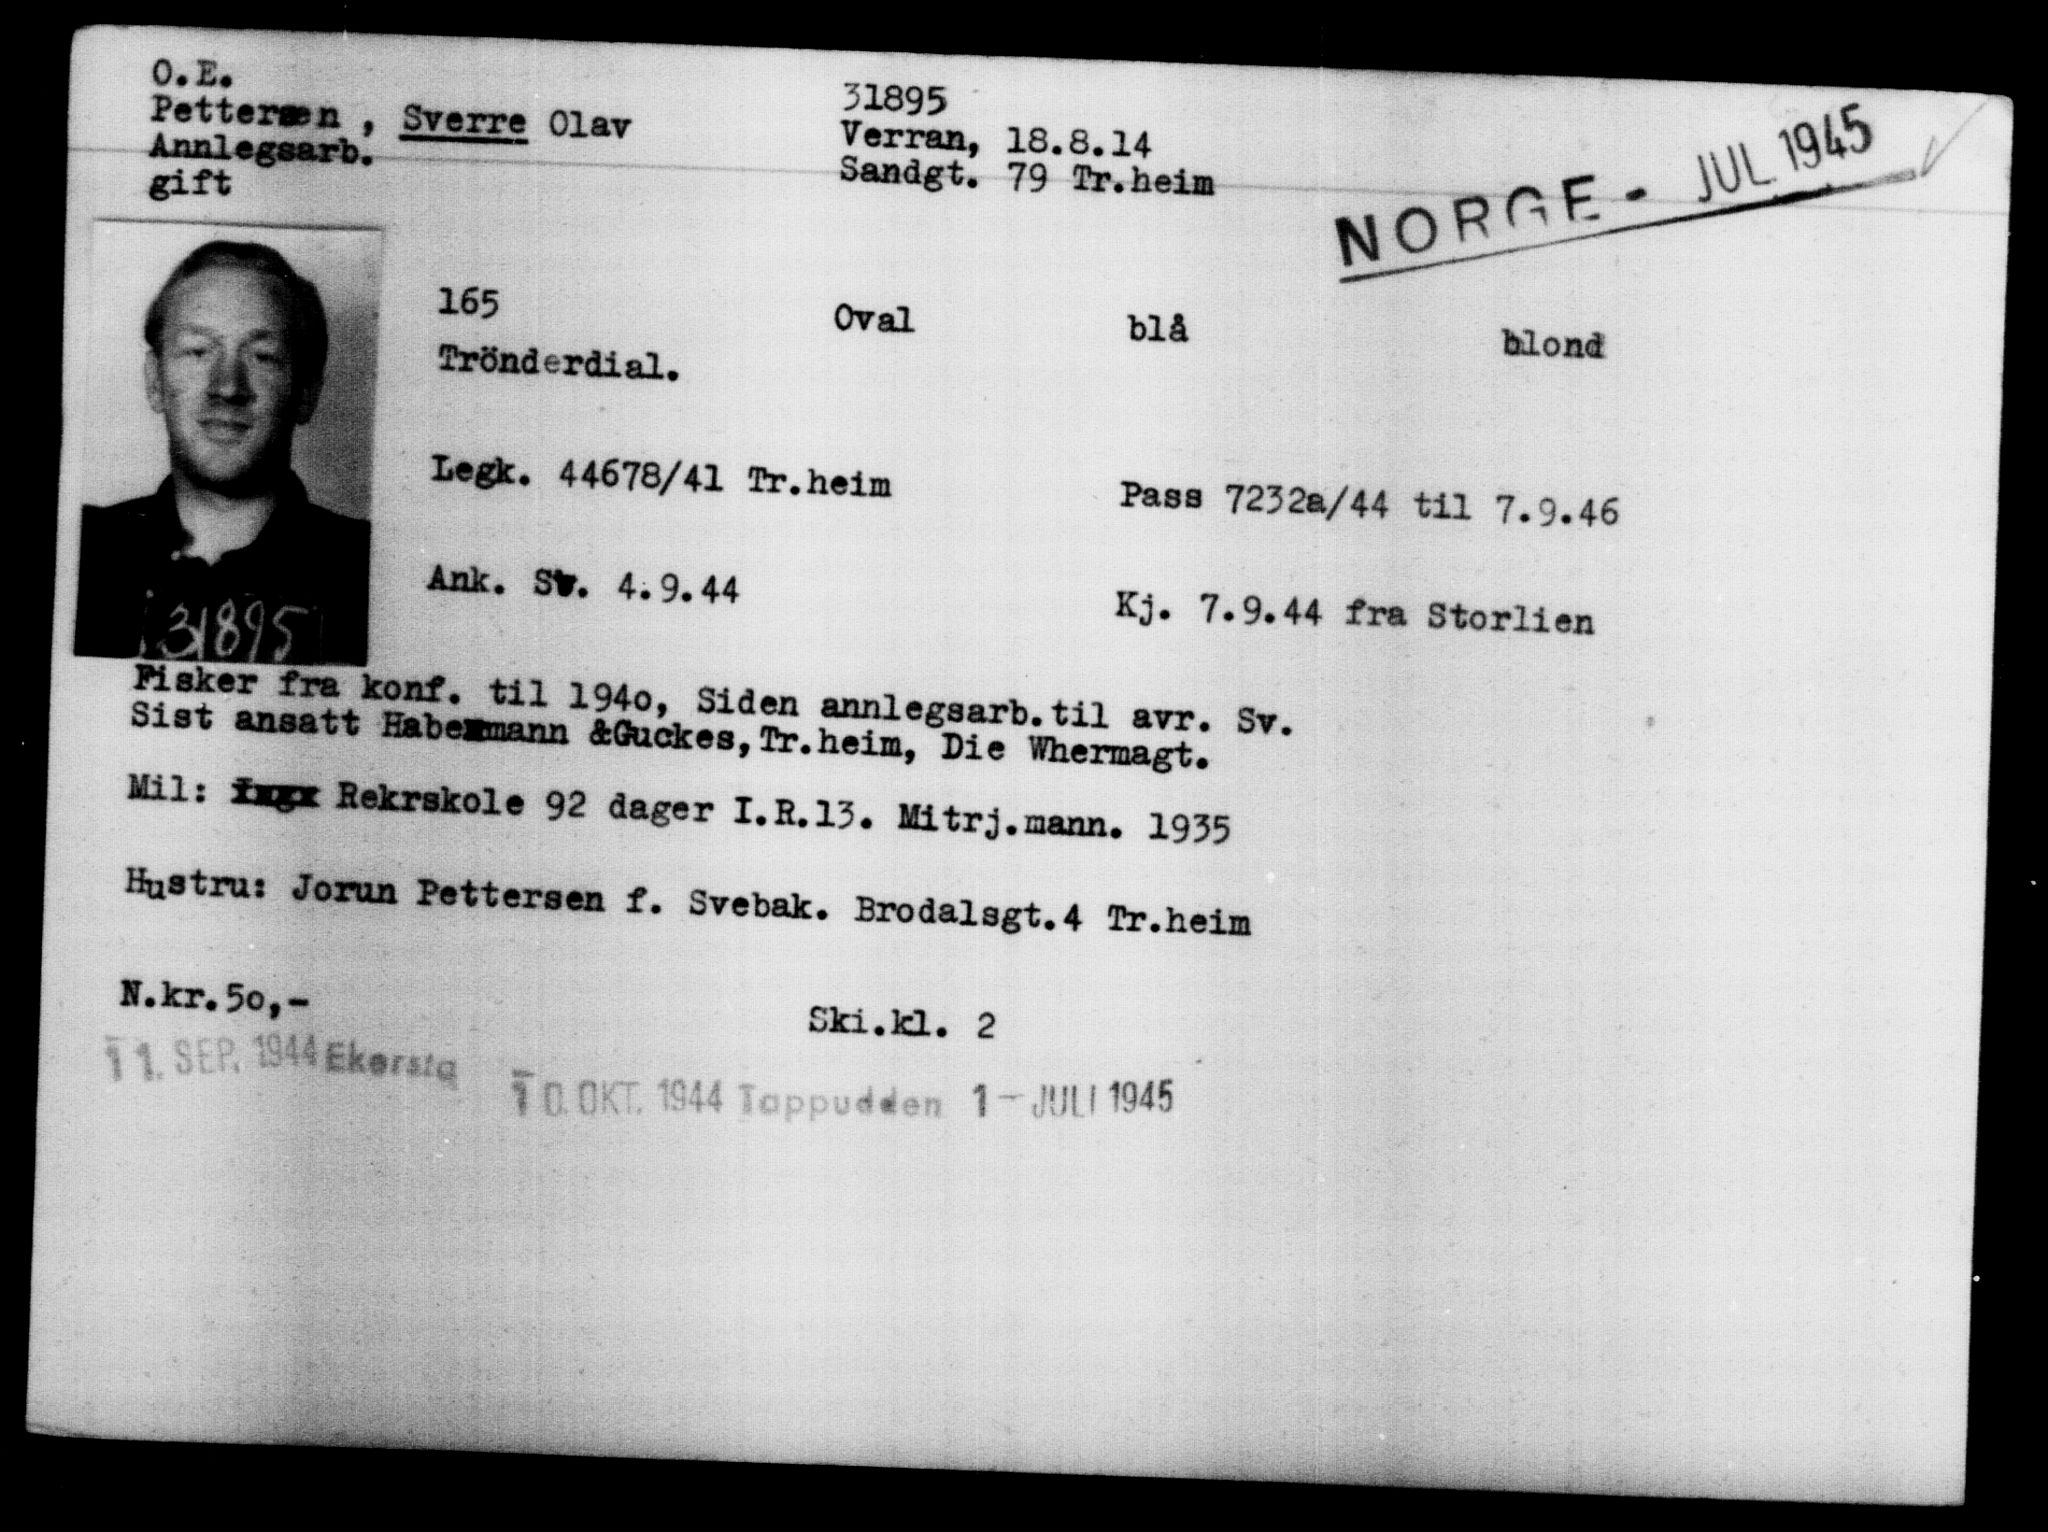 O.E.
Pettersen, Sverre Olav
Annlegsarb.
gift
31895
Verran, 18.8.14
Sandgt. 79 Tr.heim
NORGE - JUL 1945
165
Oval
blå
blond
Trönderdial.
Legk. 44678/41 Tr.heim
Pass 7232a/44 til 7.9.46
Ank. Sv. 4.9.44
Kj. 7.9.44 fra Storlien
31895
Fisker fra konf. til 194o, Siden annlegsarb.til avr. Sv.
Sist ansatt Habermann &Guckes,Tr.heim, Die Whermagt.
Mil: Rekrskole 92 dager I.R.13. Mitrj.mann. 1935
Hustru: Jorun Pettersen f. Svebak. Brodalsgt.4 Tr.heim
N.kr.5o,-
Ski.kl. 2
11. SEP. 1944 Ekersta
10. OKT. 1944 Tappudden 1 - JULI 1945